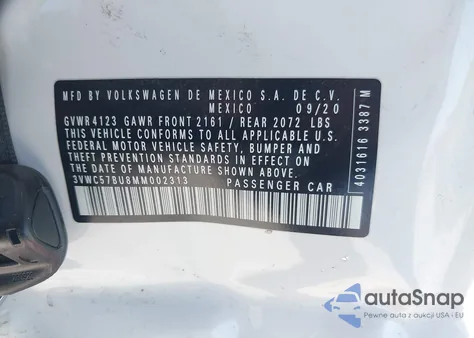 MFD BY VOLKSWAGEN DE MEXICO S.A. DE C.V.
MEXICO 09/20
GVWR 4123 GAWR FRONT 2161 / REAR 2072 LBS
THIS VEHICLE CONFORMS TO ALL APPLICABLE U.S.
FEDERAL MOTOR VEHICLE SAFETY, BUMPER AND
THEFT PREVENTION STANDARDS IN EFFECT ON
THE DATE OF MANUFACTURE SHOWN ABOVE.
3VWC57BU8MM002313 PASSENGER CAR
4031616 3387 M
autoSnap
Pewne auta z aukcji USA - EU